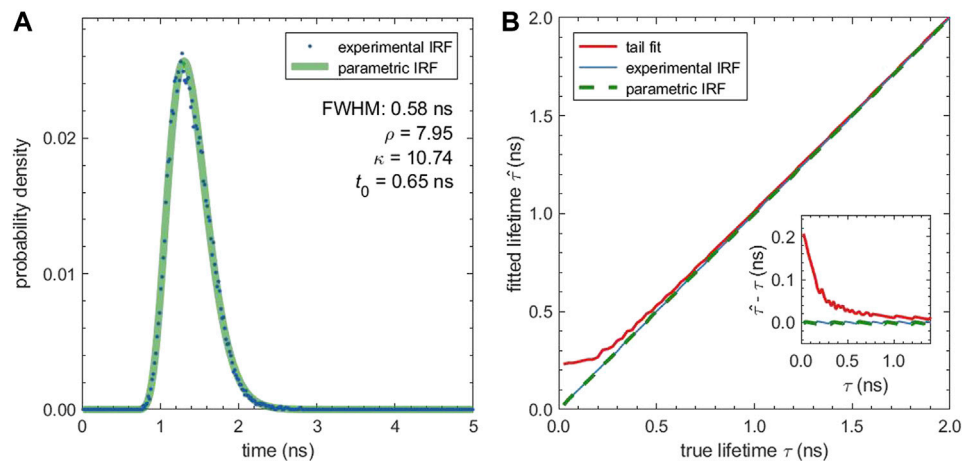 A
experimental IRF
parametric IRF
FWHM: 0.58 ns
ρ = 7.95
κ = 10.74
t0 = 0.65 ns
probability density
0.02
0.01
0.00
0 1 2 3 4 5
time (ns)
B
tail fit
experimental IRF
parametric IRF
fitted lifetime τ̂ (ns)
2.0
1.5
1.0
0.5
0.0
0.0 0.5 1.0 1.5 2.0
true lifetime τ (ns)
τ̂ - τ (ns)
0.2
0.1
0.0
0.0 0.5 1.0
τ (ns)